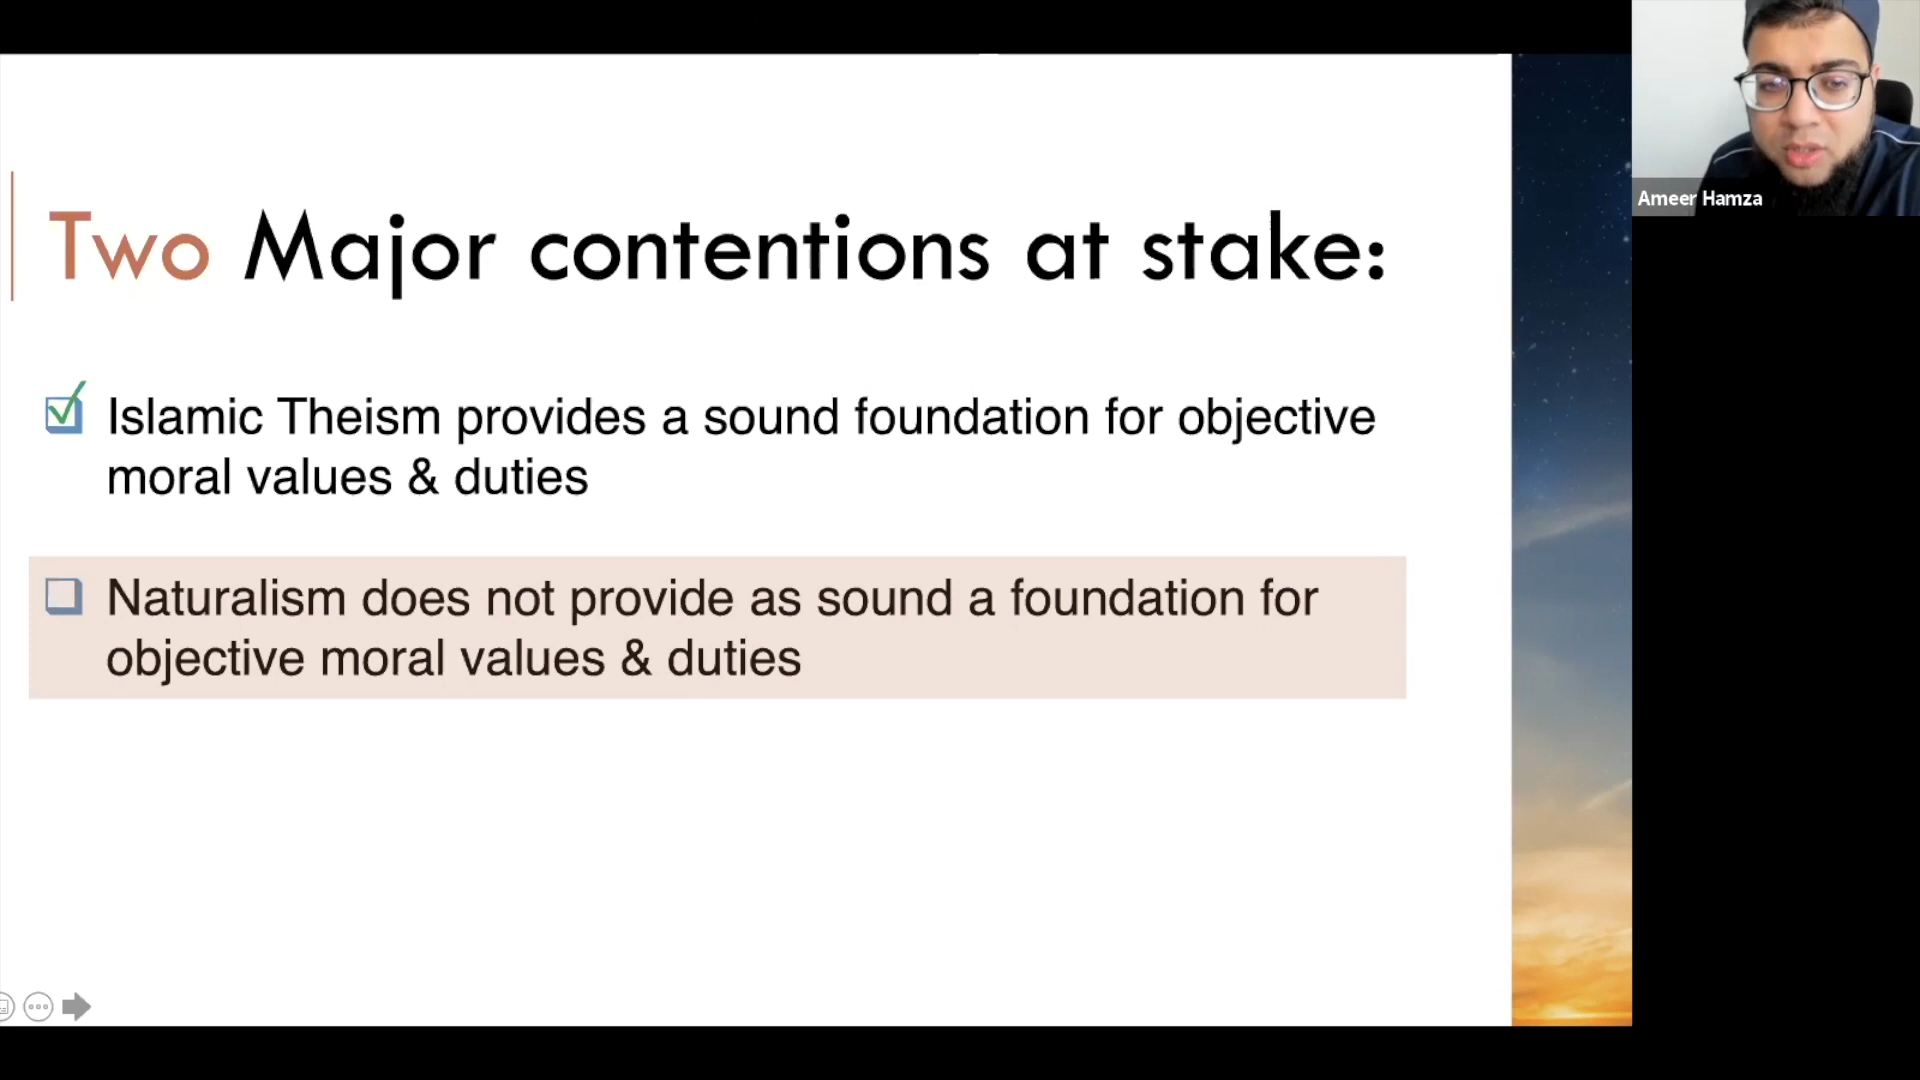 Two Major contentions at stake:
Islamic Theism provides a sound foundation for objective
moral values & duties
Naturalism does not provide as sound a foundation for
objective moral values & duties
Ameer Hamza